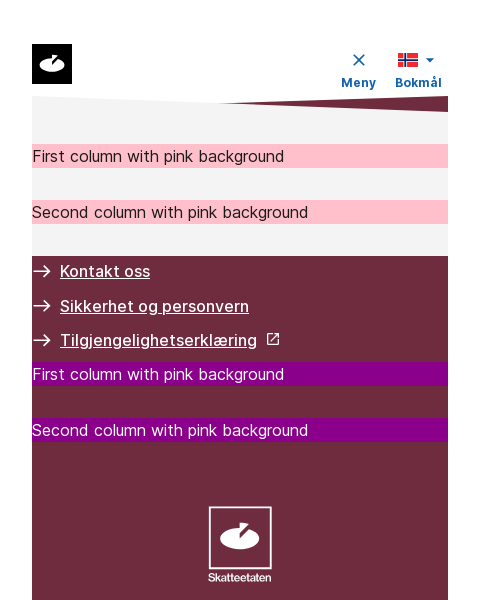 Meny
Bokmål
First column with pink background
Second column with pink background
Kontakt oss
Sikkerhet og personvern
Tilgjengelighetserklæring
First column with pink background
Second column with pink background
Skatteetaten